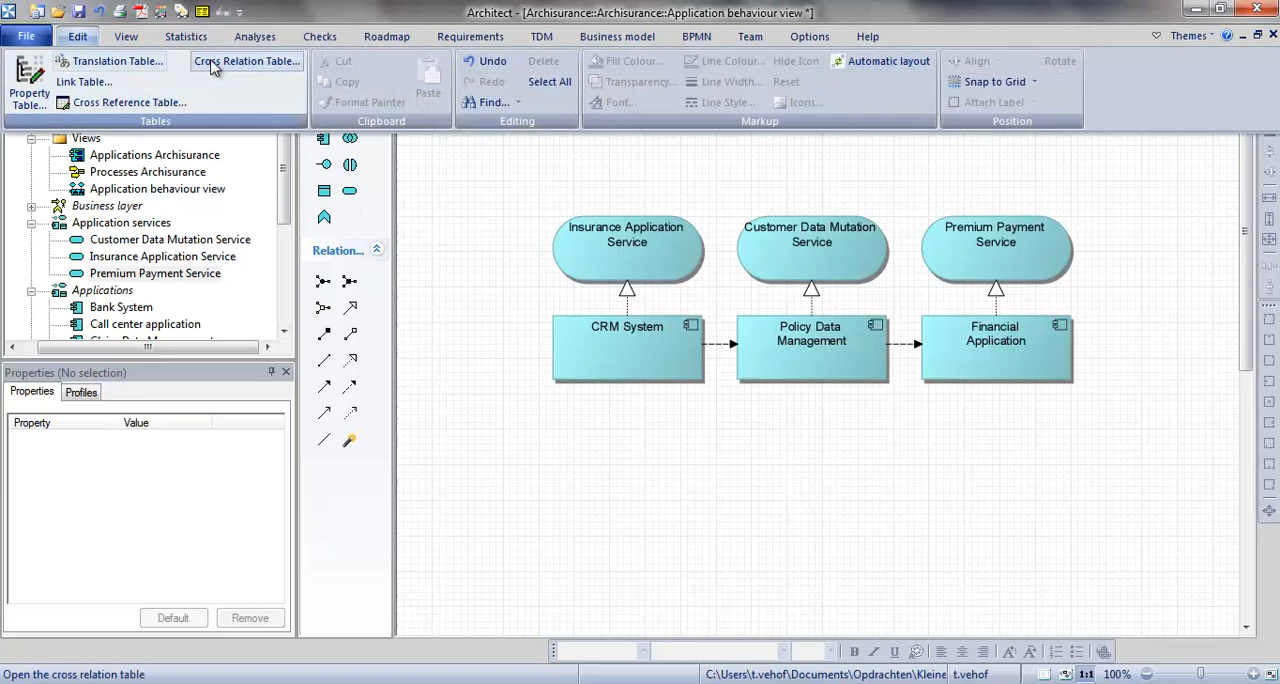 Architect - [Archisurance::Archisurance::Application behaviour view *]
File Edit View Statistics Analyses Checks Roadmap Requirements TDM Business model BPMN Team Options Help Themes
Property Table...
Translation Table...
Cross Relation Table...
Link Table...
Cross Reference Table...
Tables
Cut
Copy
Format Painter
Paste
Clipboard
Undo Delete
Redo Select All
Find...
Editing
Fill Colour... Line Colour... Hide Icon Automatic layout
Transparency... Line Width... Reset
Font... Line Style... Icons...
Markup
Align Rotate
Snap to Grid
Attach Label
Position
Views
Applications Archisurance
Processes Archisurance
Application behaviour view
Business layer
Application services
Customer Data Mutation Service
Insurance Application Service
Premium Payment Service
Applications
Bank System
Call center application
Properties (No selection)
Properties Profiles
Property Value
Default Remove
Relation...
Insurance Application
Service
Customer Data Mutation
Service
Premium Payment
Service
CRM System
Policy Data
Management
Financial
Application
B I U A A
Open the cross relation table
C:\Users\t.vehof\Documents\Opdrachten\Kleine t.vehof 1:1 100%